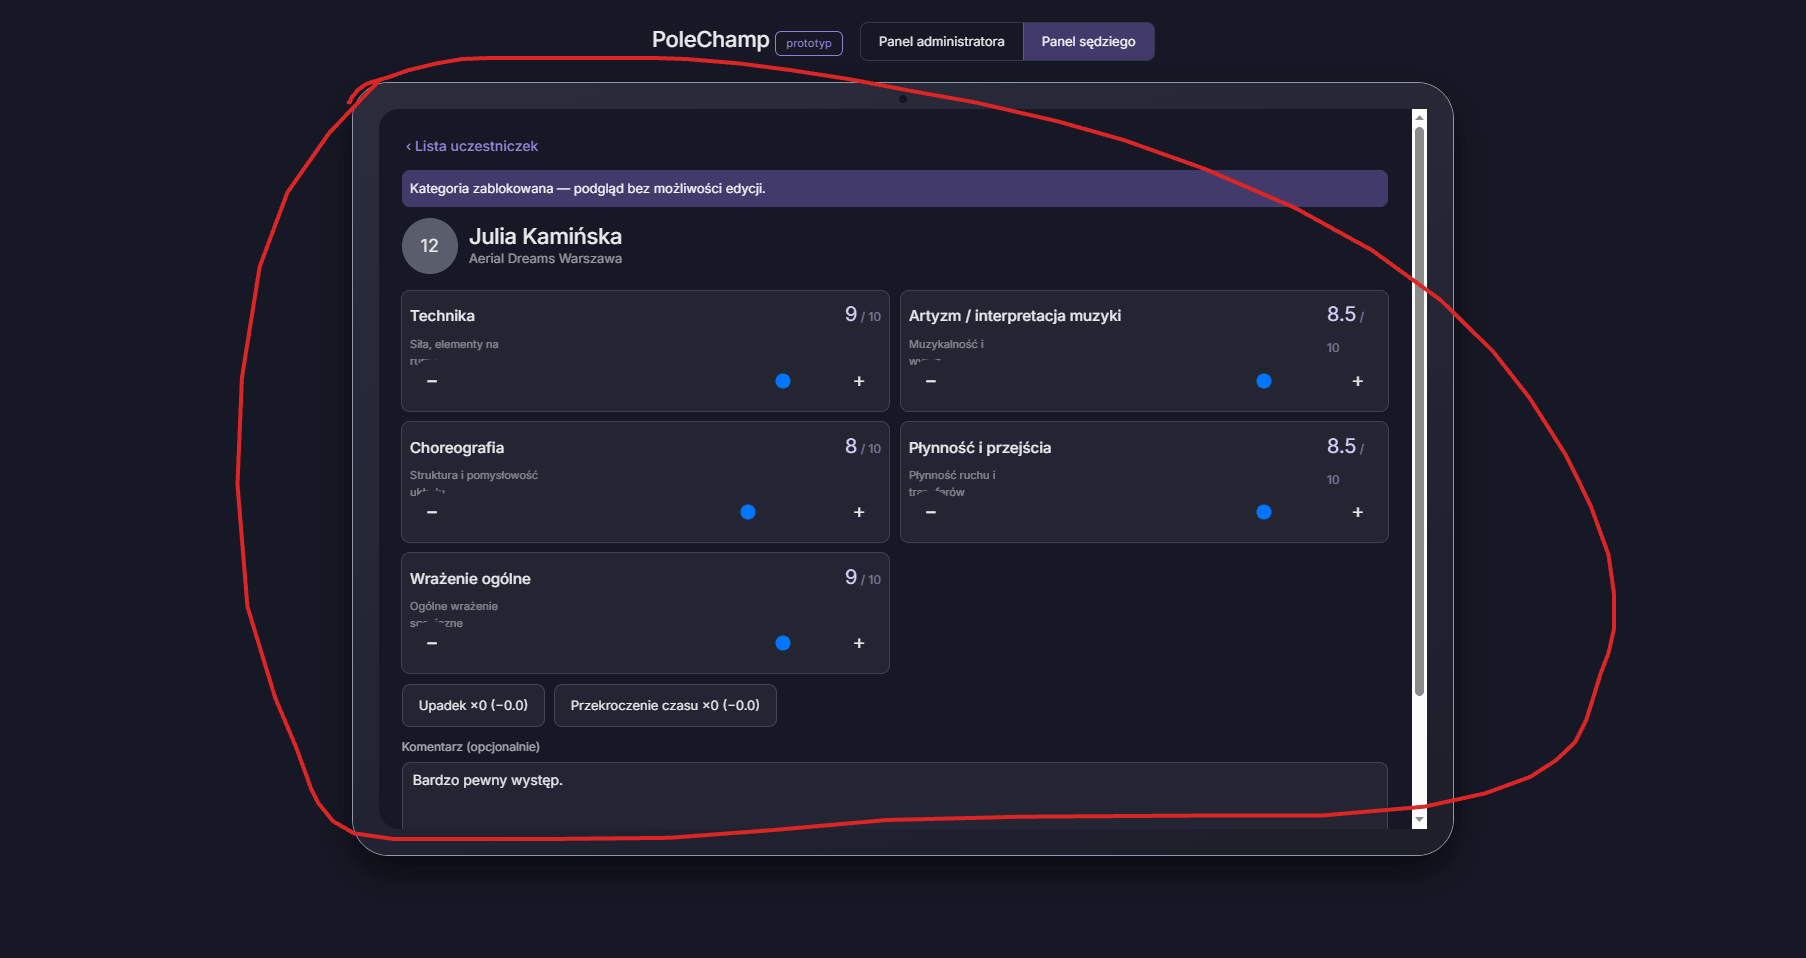 PoleChamp prototyp Panel administratora Panel sędziego
‹ Lista uczestniczek
Kategoria zablokowana — podgląd bez możliwości edycji.
12 Julia Kamińska
Aerial Dreams Warszawa
Technika 9 / 10
Siła, elementy na
− +
Artyzm / interpretacja muzyki 8.5 /
10
Muzykalność i
− +
Choreografia 8 / 10
Struktura i pomysłowość
− +
Płynność i przejścia 8.5 /
10
Płynność ruchu i
transferów
− +
Wrażenie ogólne 9 / 10
Ogólne wrażenie
sceniczne
− +
Upadek ×0 (−0.0) Przekroczenie czasu ×0 (−0.0)
Komentarz (opcjonalnie)
Bardzo pewny występ.